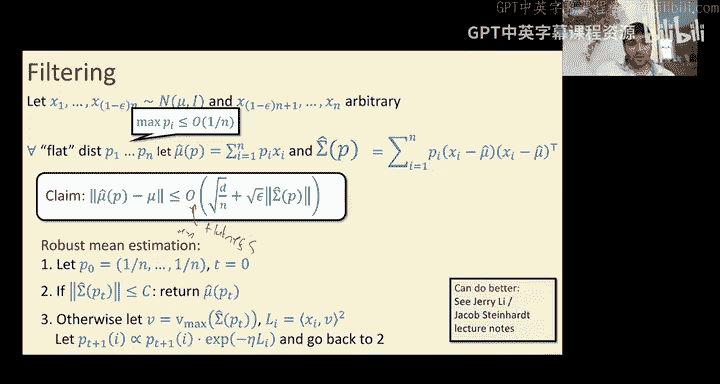 GPT中英字幕课程资源@bilibili.com
GPT中英字幕课程资源 bilibili
Filtering
Let x_1, …, x_{(1−ϵ)n} ~ N(μ, I) and x_{(1−ϵ)n+1}, …, x_n arbitrary
max p_i ≤ O(1/n)
∀ "flat" dist p_1 … p_n let μ̂(p) = ∑_{i=1}^n p_i x_i and Σ̂(p) = ∑_{i=1}^n p_i(x_i − μ̂)(x_i − μ̂)^⊤
Claim: ‖μ̂(p) − μ‖ ≤ O(√(d/n) + √ϵ‖Σ̂(p)‖)
flatness
Robust mean estimation:
1. Let p_0 = (1/n, …, 1/n), t = 0
2. If ‖Σ̂(p_t)‖ ≤ C: return μ̂(p_t)
3. Otherwise let v = v_max(Σ̂(p_t)), L_i = ⟨x_i, v⟩^2
Let p_{t+1}(i) ∝ p_{t+1}(i) · exp(−ηL_i) and go back to 2
Can do better:
See Jerry Li /
Jacob Steinhardt
lecture notes